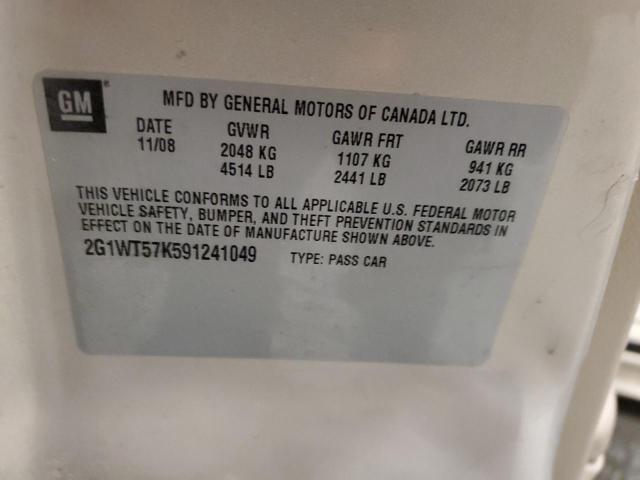 GM ®
MFD BY GENERAL MOTORS OF CANADA LTD.
DATE GVWR GAWR FRT GAWR RR
11/08 2048 KG 1107 KG 941 KG
4514 LB 2441 LB 2073 LB
THIS VEHICLE CONFORMS TO ALL APPLICABLE U.S. FEDERAL MOTOR
VEHICLE SAFETY, BUMPER, AND THEFT PREVENTION STANDARDS IN
EFFECT ON THE DATE OF MANUFACTURE SHOWN ABOVE.
2G1WT57K591241049 TYPE: PASS CAR